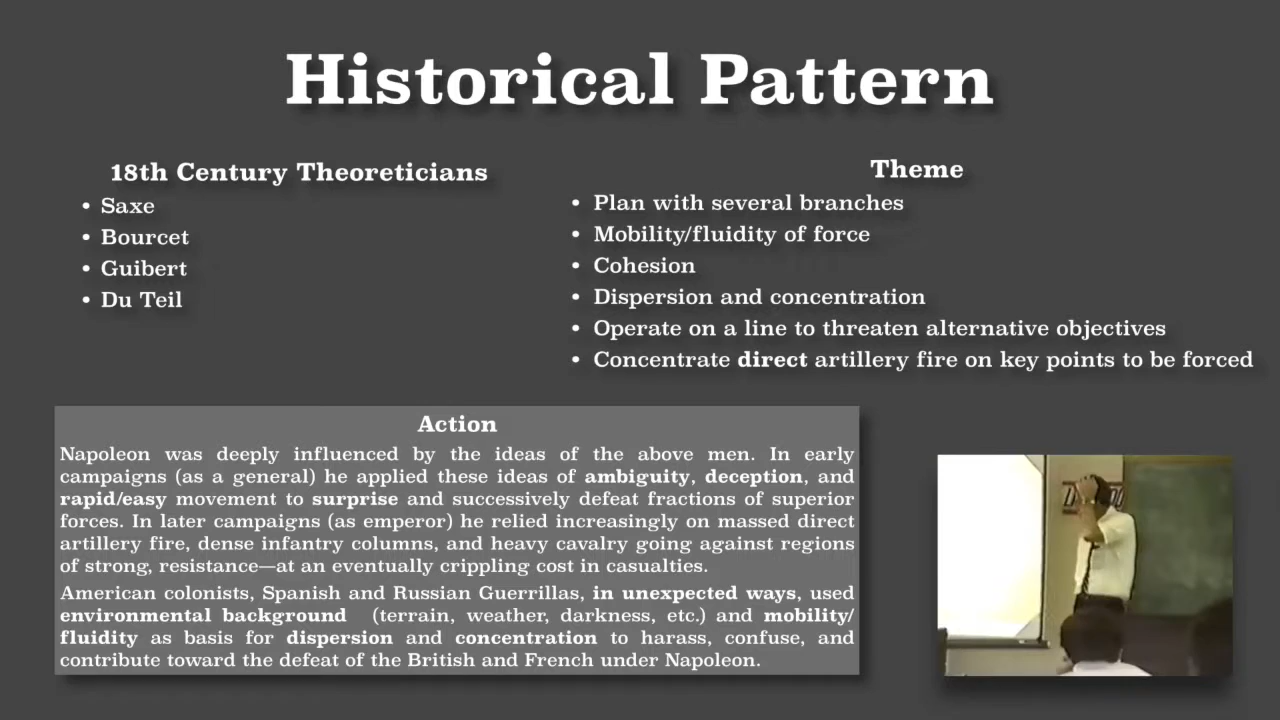 Historical Pattern
18th Century Theoreticians
• Saxe
• Bourcet
• Guibert
• Du Teil
Theme
• Plan with several branches
• Mobility/fluidity of force
• Cohesion
• Dispersion and concentration
• Operate on a line to threaten alternative objectives
• Concentrate direct artillery fire on key points to be forced
Action
Napoleon was deeply influenced by the ideas of the above men. In early
campaigns (as a general) he applied these ideas of ambiguity, deception, and
rapid/easy movement to surprise and successively defeat fractions of superior
forces. In later campaigns (as emperor) he relied increasingly on massed direct
artillery fire, dense infantry columns, and heavy cavalry going against regions
of strong, resistance—at an eventually crippling cost in casualties.
American colonists, Spanish and Russian Guerrillas, in unexpected ways, used
environmental background (terrain, weather, darkness, etc.) and mobility/
fluidity as basis for dispersion and concentration to harass, confuse, and
contribute toward the defeat of the British and French under Napoleon.